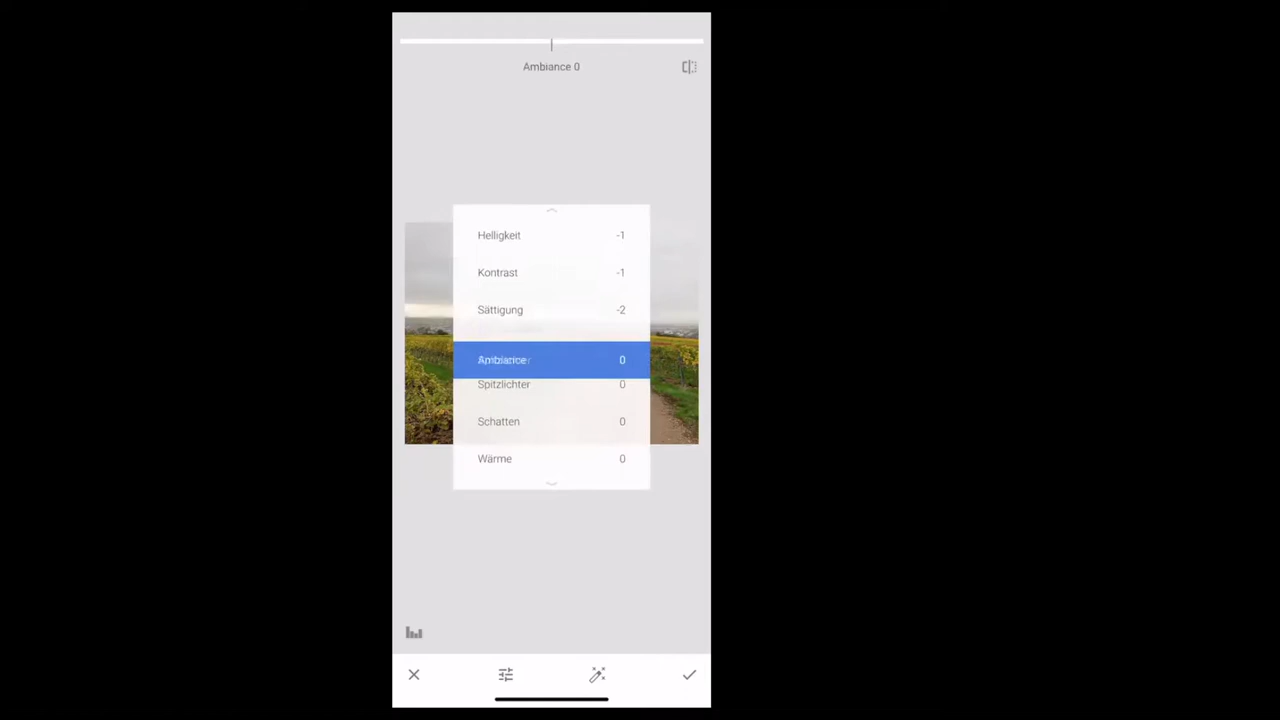 Ambiance 0
Helligkeit -1
Kontrast -1
Sättigung -2
Ambiance 0
Spitzlichter 0
Schatten 0
Wärme 0